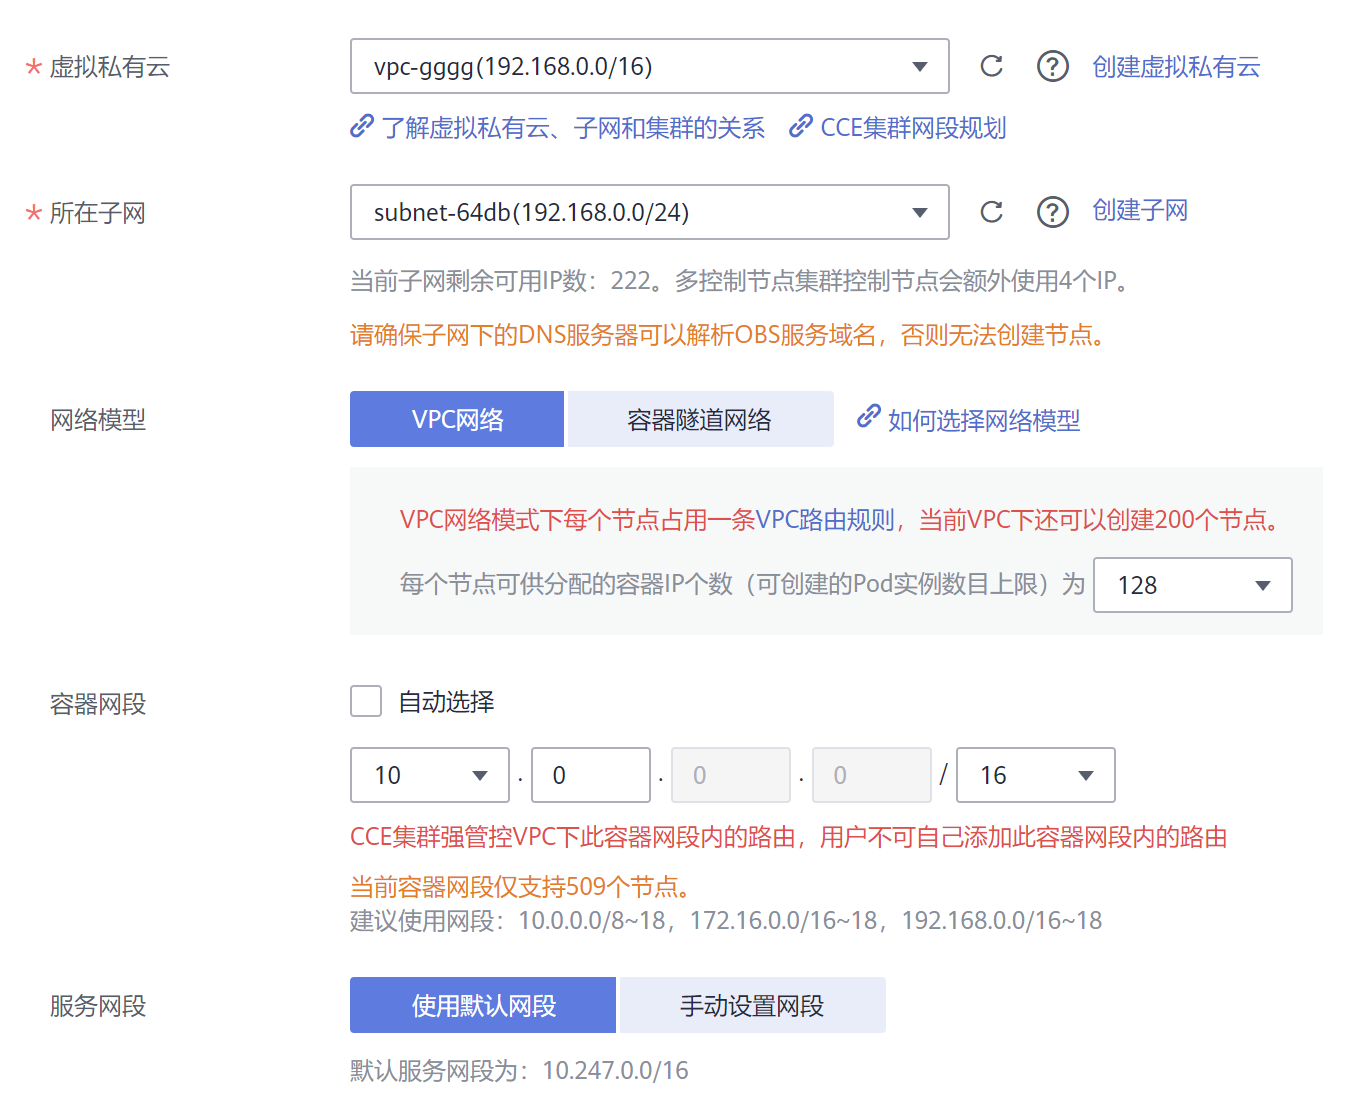 * 虚拟私有云 vpc-gggg(192.168.0.0/16) ? 创建虚拟私有云
了解虚拟私有云、子网和集群的关系 CCE集群网段规划
* 所在子网 subnet-64db(192.168.0.0/24) ? 创建子网
当前子网剩余可用IP数：222。多控制节点集群控制节点会额外使用4个IP。
请确保子网下的DNS服务器可以解析OBS服务域名，否则无法创建节点。
网络模型 VPC网络 容器隧道网络 如何选择网络模型
VPC网络模式下每个节点占用一条VPC路由规则，当前VPC下还可以创建200个节点。
每个节点可供分配的容器IP个数（可创建的Pod实例数目上限）为 128
容器网段 自动选择
10 . 0 . 0 . 0 / 16
CCE集群强管控VPC下此容器网段内的路由，用户不可自己添加此容器网段内的路由
当前容器网段仅支持509个节点。
建议使用网段：10.0.0.0/8~18，172.16.0.0/16~18，192.168.0.0/16~18
服务网段 使用默认网段 手动设置网段
默认服务网段为：10.247.0.0/16